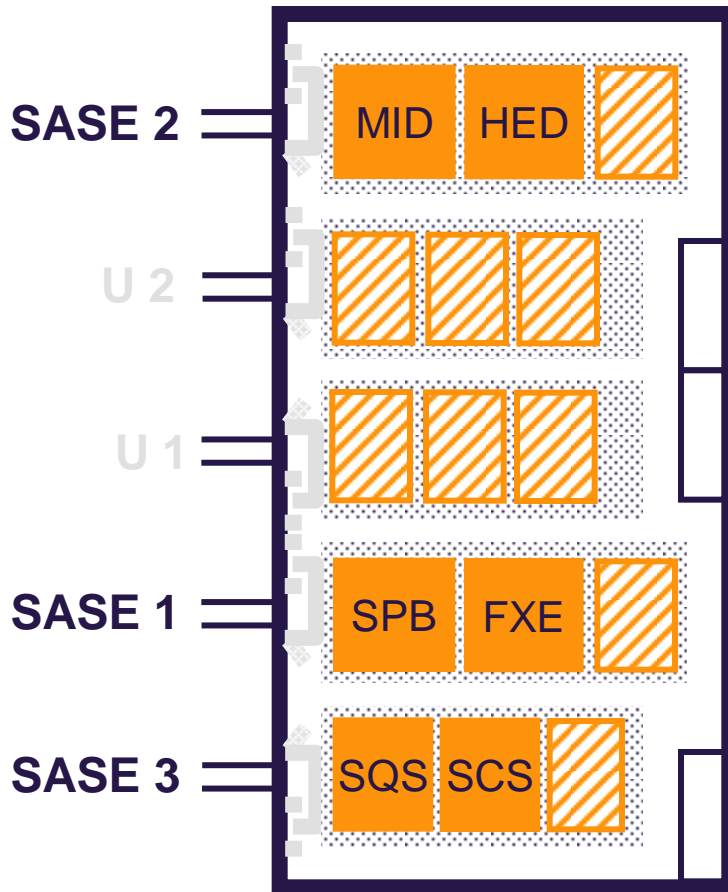 SASE 2 MID HED
U 2
U 1
SASE 1 SPB FXE
SASE 3 SQS SCS